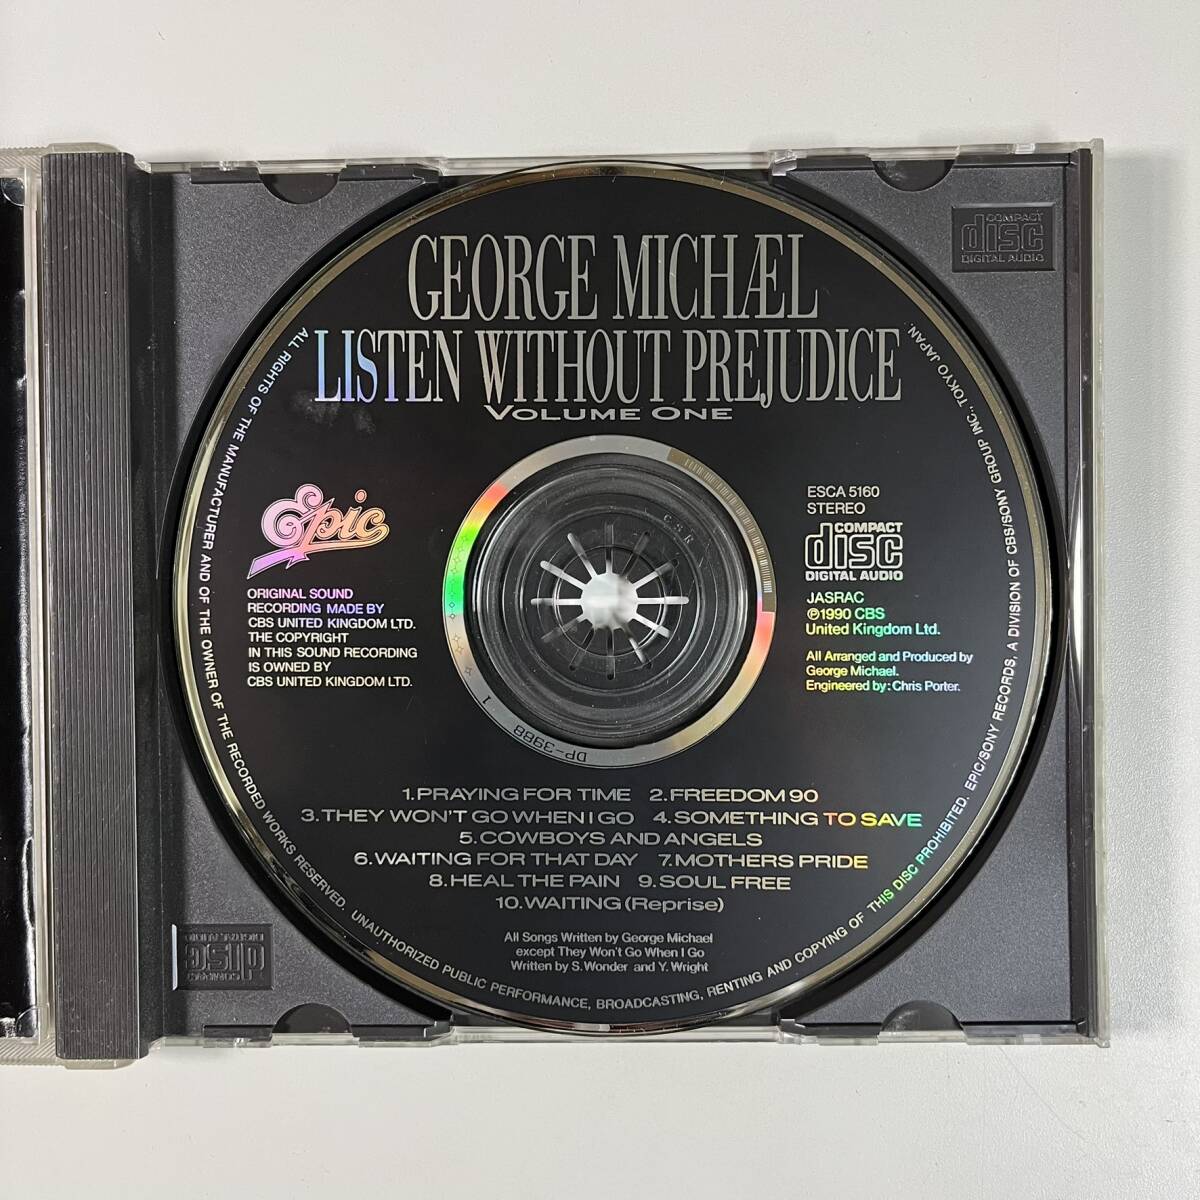 GEORGE MICHÆL
LISTEN WITHOUT PREJUDICE
VOLUME ONE
COMPACT
disc
DIGITAL AUDIO
Epic
ORIGINAL SOUND
RECORDING MADE BY
CBS UNITED KINGDOM LTD.
THE COPYRIGHT
IN THIS SOUND RECORDING
IS OWNED BY
CBS UNITED KINGDOM LTD.
ESCA 5160
STEREO
COMPACT
disc
DIGITAL AUDIO
JASRAC
℗1990 CBS
United Kingdom Ltd.
All Arranged and Produced by
George Michael.
Engineered by: Chris Porter.
DP-3988 1
1.PRAYING FOR TIME 2.FREEDOM 90
3.THEY WON'T GO WHEN I GO 4.SOMETHING TO SAVE
5.COWBOYS AND ANGELS
6.WAITING FOR THAT DAY 7.MOTHERS PRIDE
8.HEAL THE PAIN 9.SOUL FREE
10.WAITING (Reprise)
All Songs Written by George Michael
except They Won't Go When I Go
Written by S. Wonder and Y. Wright
ALL RIGHTS OF THE MANUFACTURER AND OF THE OWNER OF THE RECORDED WORKS RESERVED. UNAUTHORIZED PUBLIC PERFORMANCE, BROADCASTING, RENTING AND COPYING OF THIS DISC PROHIBITED. EPIC/SONY RECORDS, A DIVISION OF CBS/SONY GROUP INC., TOKYO JAPAN.
COMPACT
disc
DIGITAL AUDIO